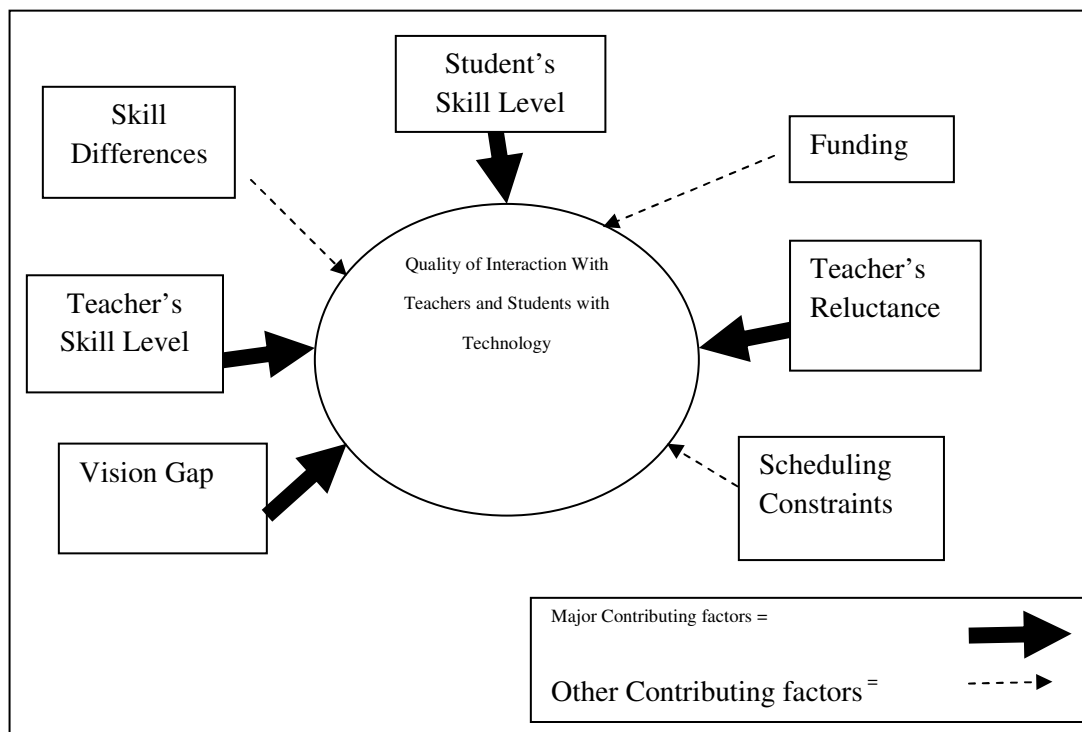 Student's
Skill Level
Skill
Differences
Funding
Quality of Interaction With
Teachers and Students with
Technology
Teacher's
Reluctance
Teacher's
Skill Level
Vision Gap
Scheduling
Constraints
Major Contributing factors =
Other Contributing factors =